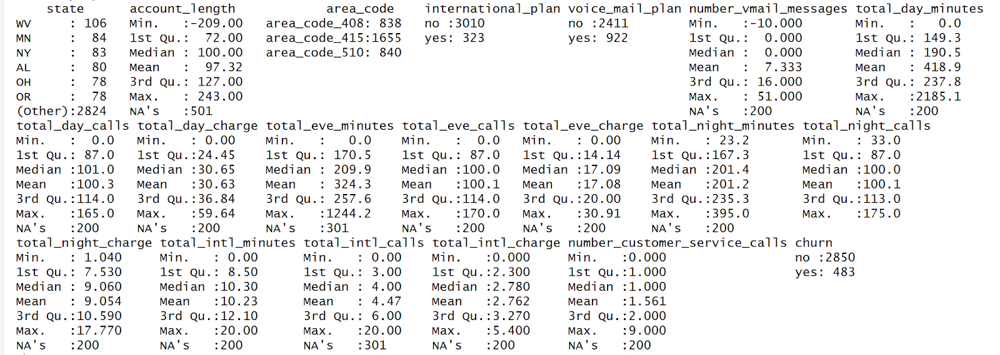 state account_length area_code international_plan voice_mail_plan number_vmail_messages total_day_minutes
WV : 106 Min. :-209.00 area_code_408: 838 no :3010 no :2411 Min. :-10.000 Min. : 0.0
MN : 84 1st Qu.: 72.00 area_code_415:1655 yes: 323 yes: 922 1st Qu.: 0.000 1st Qu.: 149.3
NY : 83 Median : 100.00 area_code_510: 840 Median : 0.000 Median : 190.5
AL : 80 Mean : 97.32 Mean : 7.333 Mean : 418.9
OH : 78 3rd Qu.: 127.00 3rd Qu.: 16.000 3rd Qu.: 237.8
OR : 78 Max. : 243.00 Max. : 51.000 Max. :2185.1
(Other):2824 NA's :501 NA's :200 NA's :200
total_day_calls total_day_charge total_eve_minutes total_eve_calls total_eve_charge total_night_minutes total_night_calls
Min. : 0.0 Min. : 0.00 Min. : 0.0 Min. : 0.0 Min. : 0.00 Min. : 23.2 Min. : 33.0
1st Qu.: 87.0 1st Qu.:24.45 1st Qu.: 170.5 1st Qu.: 87.0 1st Qu.:14.14 1st Qu.:167.3 1st Qu.: 87.0
Median :101.0 Median :30.65 Median : 209.9 Median :100.0 Median :17.09 Median :201.4 Median :100.0
Mean :100.3 Mean :30.63 Mean : 324.3 Mean :100.1 Mean :17.08 Mean :201.2 Mean :100.1
3rd Qu.:114.0 3rd Qu.:36.84 3rd Qu.: 257.6 3rd Qu.:114.0 3rd Qu.:20.00 3rd Qu.:235.3 3rd Qu.:113.0
Max. :165.0 Max. :59.64 Max. :1244.2 Max. :170.0 Max. :30.91 Max. :395.0 Max. :175.0
NA's :200 NA's :200 NA's :301 NA's :200 NA's :200 NA's :200
total_night_charge total_intl_minutes total_intl_calls total_intl_charge number_customer_service_calls churn
Min. : 1.040 Min. : 0.00 Min. : 0.00 Min. :0.000 Min. :0.000 no :2850
1st Qu.: 7.530 1st Qu.: 8.50 1st Qu.: 3.00 1st Qu.:2.300 1st Qu.:1.000 yes: 483
Median : 9.060 Median :10.30 Median : 4.00 Median :2.780 Median :1.000
Mean : 9.054 Mean :10.23 Mean : 4.47 Mean :2.762 Mean :1.561
3rd Qu.:10.590 3rd Qu.:12.10 3rd Qu.: 6.00 3rd Qu.:3.270 3rd Qu.:2.000
Max. :17.770 Max. :20.00 Max. :20.00 Max. :5.400 Max. :9.000
NA's :200 NA's :200 NA's :301 NA's :200 NA's :200